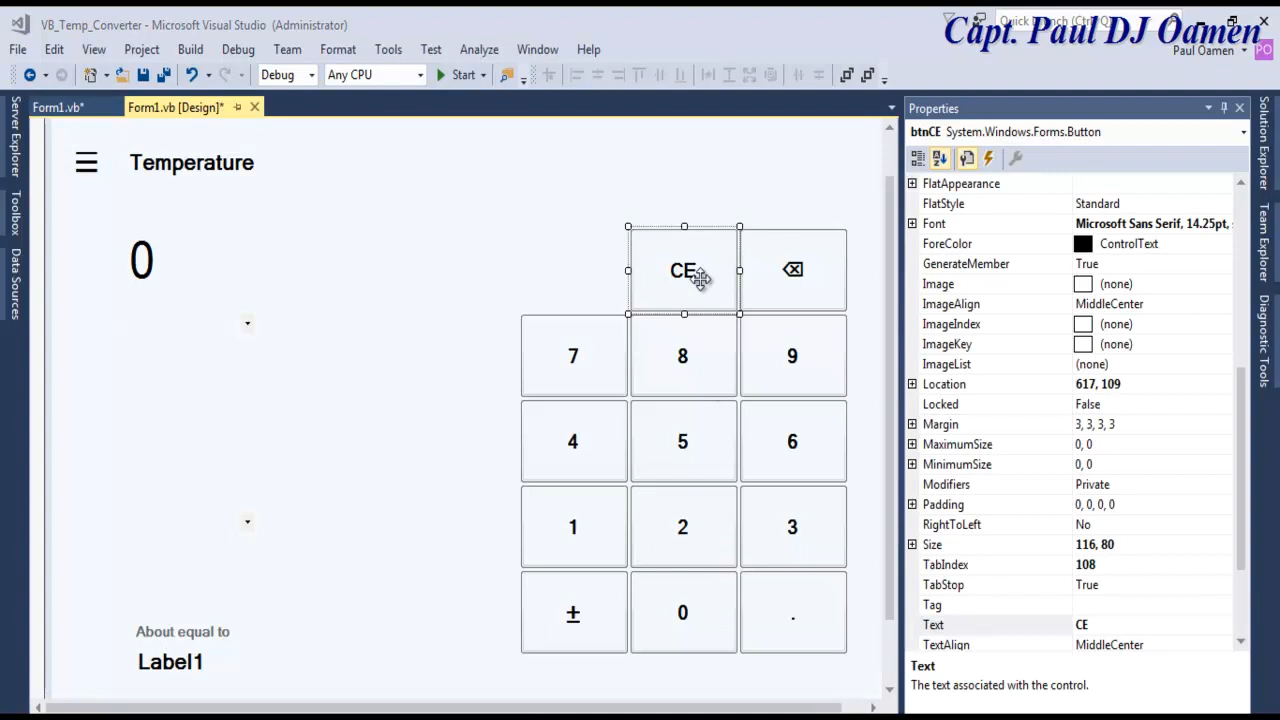 VB_Temp_Converter - Microsoft Visual Studio (Administrator)
Capt. Paul DJ Oamen
File Edit View Project Build Debug Team Format Tools Test Analyze Window Help
Paul Oamen
PO
Debug Any CPU Start
Form1.vb* Form1.vb [Design]*
Server Explorer
Toolbox
Data Sources
Temperature
0
CE ⌫
7 8 9
4 5 6
1 2 3
± 0 .
About equal to
Label1
Properties
btnCE System.Windows.Forms.Button
FlatAppearance
FlatStyle Standard
Font Microsoft Sans Serif, 14.25pt,
ForeColor ControlText
GenerateMember True
Image (none)
ImageAlign MiddleCenter
ImageIndex (none)
ImageKey (none)
ImageList (none)
Location 617, 109
Locked False
Margin 3, 3, 3, 3
MaximumSize 0, 0
MinimumSize 0, 0
Modifiers Private
Padding 0, 0, 0, 0
RightToLeft No
Size 116, 80
TabIndex 108
TabStop True
Tag
Text CE
TextAlign MiddleCenter
Text
The text associated with the control.
Solution Explorer
Team Explorer
Diagnostic Tools